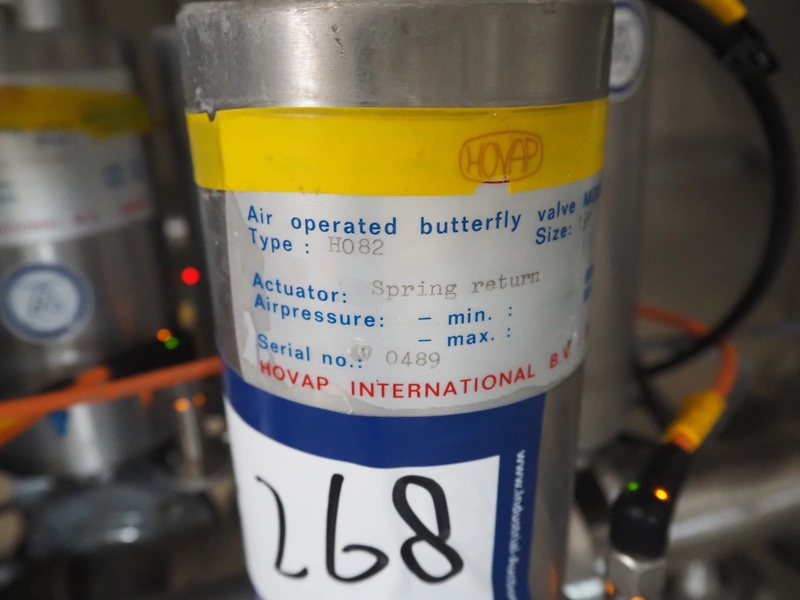 HOVAP
Air operated butterfly valve
Type : H082 Size:
Actuator: Spring return
Airpressure: – min. :
– max. :
Serial no.: 0489
HOVAP INTERNATIONAL B.V.
268